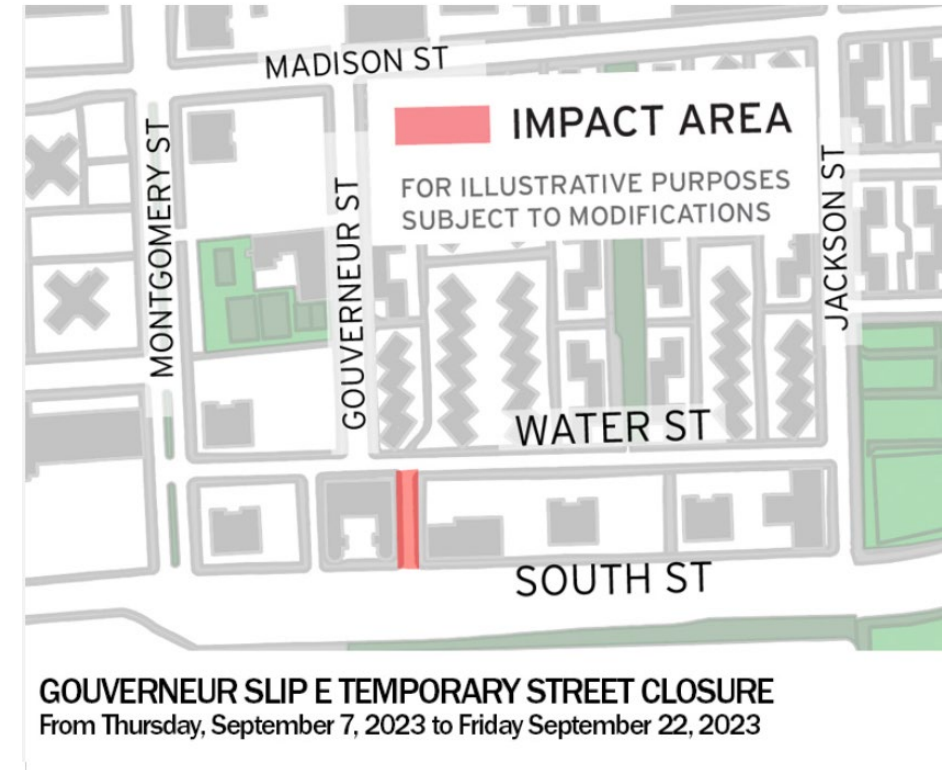 MADISON ST
IMPACT AREA
FOR ILLUSTRATIVE PURPOSES
SUBJECT TO MODIFICATIONS
MONTGOMERY ST
GOUVERNEUR ST
JACKSON ST
WATER ST
SOUTH ST
GOUVERNEUR SLIP E TEMPORARY STREET CLOSURE
From Thursday, September 7, 2023 to Friday September 22, 2023